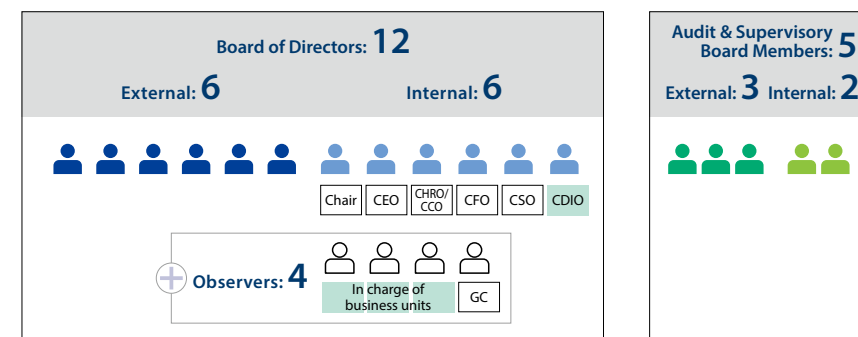 Board of Directors: 12
External: 6
Internal: 6
Chair
CEO
CHRO/
CCO
CFO
CSO
CDIO
Observers: 4
In charge of
business units
GC
Audit & Supervisory
Board Members: 5
External: 3 Internal: 2